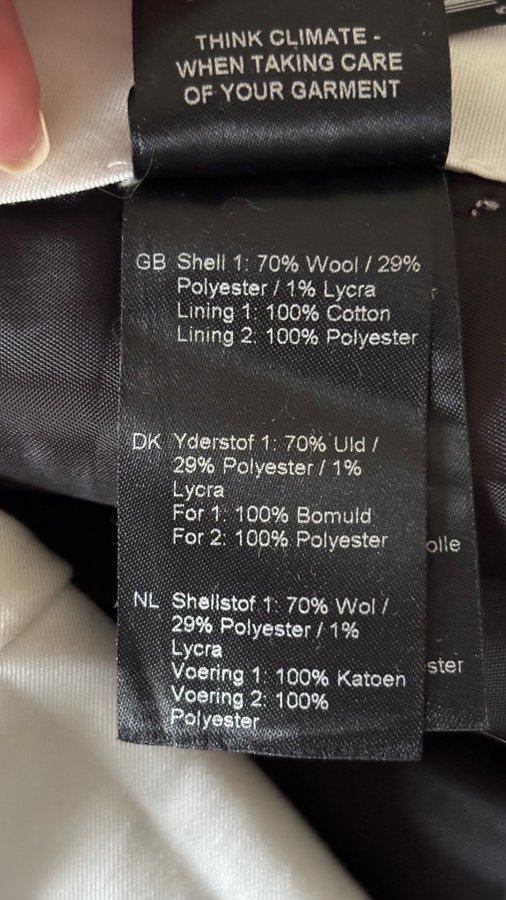 THINK CLIMATE -
WHEN TAKING CARE
OF YOUR GARMENT
GB Shell 1: 70% Wool / 29%
Polyester / 1% Lycra
Lining 1: 100% Cotton
Lining 2: 100% Polyester
DK Yderstof 1: 70% Uld /
29% Polyester / 1%
Lycra
For 1: 100% Bomuld
For 2: 100% Polyester
olle
NL Shellstof 1: 70% Wol /
29% Polyester / 1%
Lycra
Voering 1: 100% Katoen
ster
Voering 2: 100%
Polyester